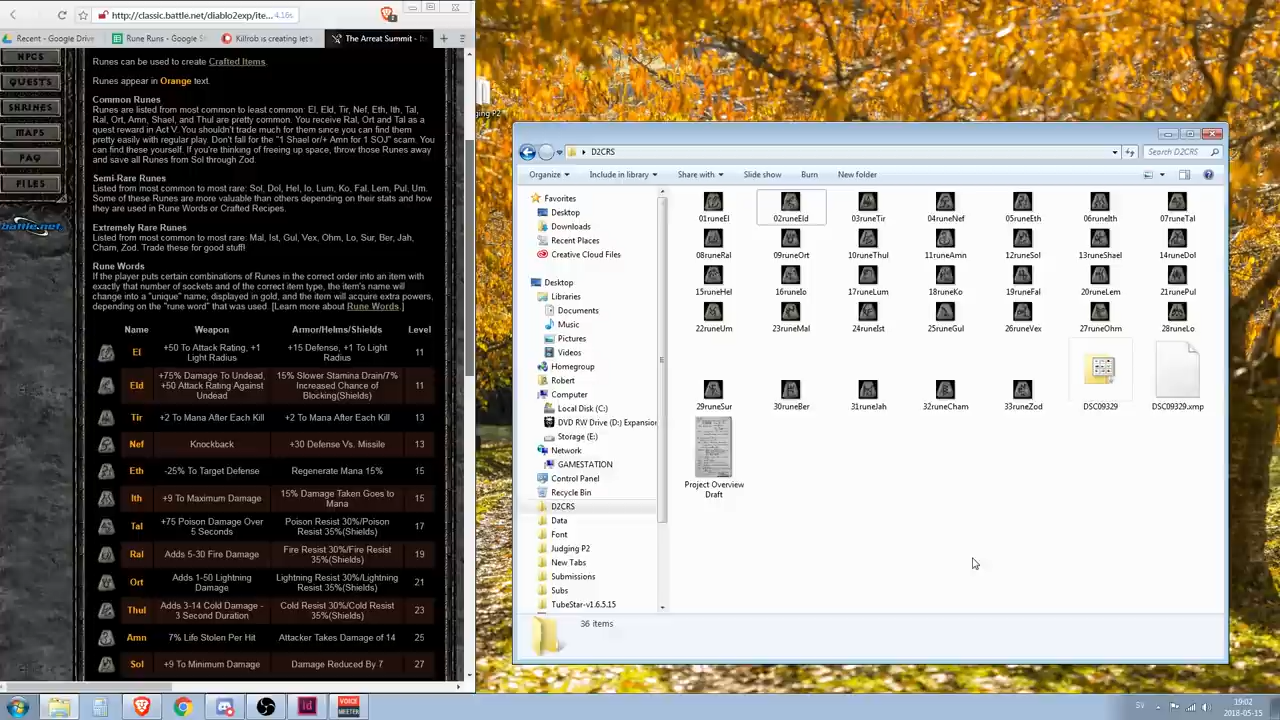 http://classic.battle.net/diablo2exp/ite... 4.16s
Recent - Google Drive
Rune Runs - Google S
Killrob is creating let's
The Arreat Summit - It
NPCS
QUESTS
SHRINES
MAPS
FAQ
FILES
Runes can be used to create Crafted Items.
Runes appear in Orange text.
Common Runes
Runes are listed from most common to least common: El, Eld, Tir, Nef, Eth, Ith, Tal,
Ral, Ort, Amn, Shael, and Thul are pretty common. You receive Ral, Ort and Tal as a
quest reward in Act V. You shouldn't trade much for them since you can find them
pretty easily with regular play. Don't fall for the "1 Shael or/+ Amn for 1 SOJ" scam. You
can find these yourself. If you're thinking of freeing up space, throw those Runes away
and save all Runes from Sol through Zod.
Semi-Rare Runes
Listed from most common to most rare: Sol, Dol, Hel, Io, Lum, Ko, Fal, Lem, Pul, Um.
Some of these Runes are more valuable than others depending on their stats and how
they are used in Rune Words or Crafted Recipes.
Extremely Rare Runes
Listed from most common to most rare: Mal, Ist, Gul, Vex, Ohm, Lo, Sur, Ber, Jah,
Cham, Zod. Trade these for good stuff!
Rune Words
If the player puts certain combinations of Runes in the correct order into an item with
exactly that number of sockets and of the correct item type, the item's name will
change into a "unique" name, displayed in gold, and the item will acquire extra powers,
depending on the "rune word" that was used. [Learn more about Rune Words.]
Name Weapon Armor/Helms/Shields Level
El +50 To Attack Rating, +1 Light Radius +15 Defense, +1 To Light Radius 11
Eld +75% Damage To Undead, +50 Attack Rating Against Undead 15% Slower Stamina Drain/7% Increased Chance of Blocking(Shields) 11
Tir +2 To Mana After Each Kill +2 To Mana After Each Kill 13
Nef Knockback +30 Defense Vs. Missile 13
Eth -25% To Target Defense Regenerate Mana 15% 15
Ith +9 To Maximum Damage 15% Damage Taken Goes to Mana 15
Tal +75 Poison Damage Over 5 Seconds Poison Resist 30%/Poison Resist 35%(Shields) 17
Ral Adds 5-30 Fire Damage Fire Resist 30%/Fire Resist 35%(Shields) 19
Ort Adds 1-50 Lightning Damage Lightning Resist 30%/Lightning Resist 35%(Shields) 21
Thul Adds 3-14 Cold Damage - 3 Second Duration Cold Resist 30%/Cold Resist 35%(Shields) 23
Amn 7% Life Stolen Per Hit Attacker Takes Damage of 14 25
Sol +9 To Minimum Damage Damage Reduced By 7 27
battle.net
ging P2
D2CRS
Search D2CRS
Organize
Include in library
Share with
Slide show
Burn
New folder
Favorites
Desktop
Downloads
Recent Places
Creative Cloud Files
Desktop
Libraries
Documents
Music
Pictures
Videos
Homegroup
Robert
Computer
Local Disk (C:)
DVD RW Drive (D:) Expansion
Storage (E:)
Network
GAMESTATION
Control Panel
Recycle Bin
D2CRS
Data
Font
Judging P2
New Tabs
Submissions
Subs
TubeStar-v1.6.5.15
01runeEl 02runeEld 03runeTir 04runeNef 05runeEth 06runeIth 07runeTal
08runeRal 09runeOrt 10runeThul 11runeAmn 12runeSol 13runeShael 14runeDol
15runeHel 16runeIo 17runeLum 18runeKo 19runeFal 20runeLem 21runePul
22runeUm 23runeMal 24runeIst 25runeGul 26runeVex 27runeOhm 28runeLo
29runeSur 30runeBer 31runeJah 32runeCham 33runeZod DSC09329 DSC09329.xmp
Project Overview
Draft
36 items
Id
VOICE
MEETER
SV
19:02
2018-05-15